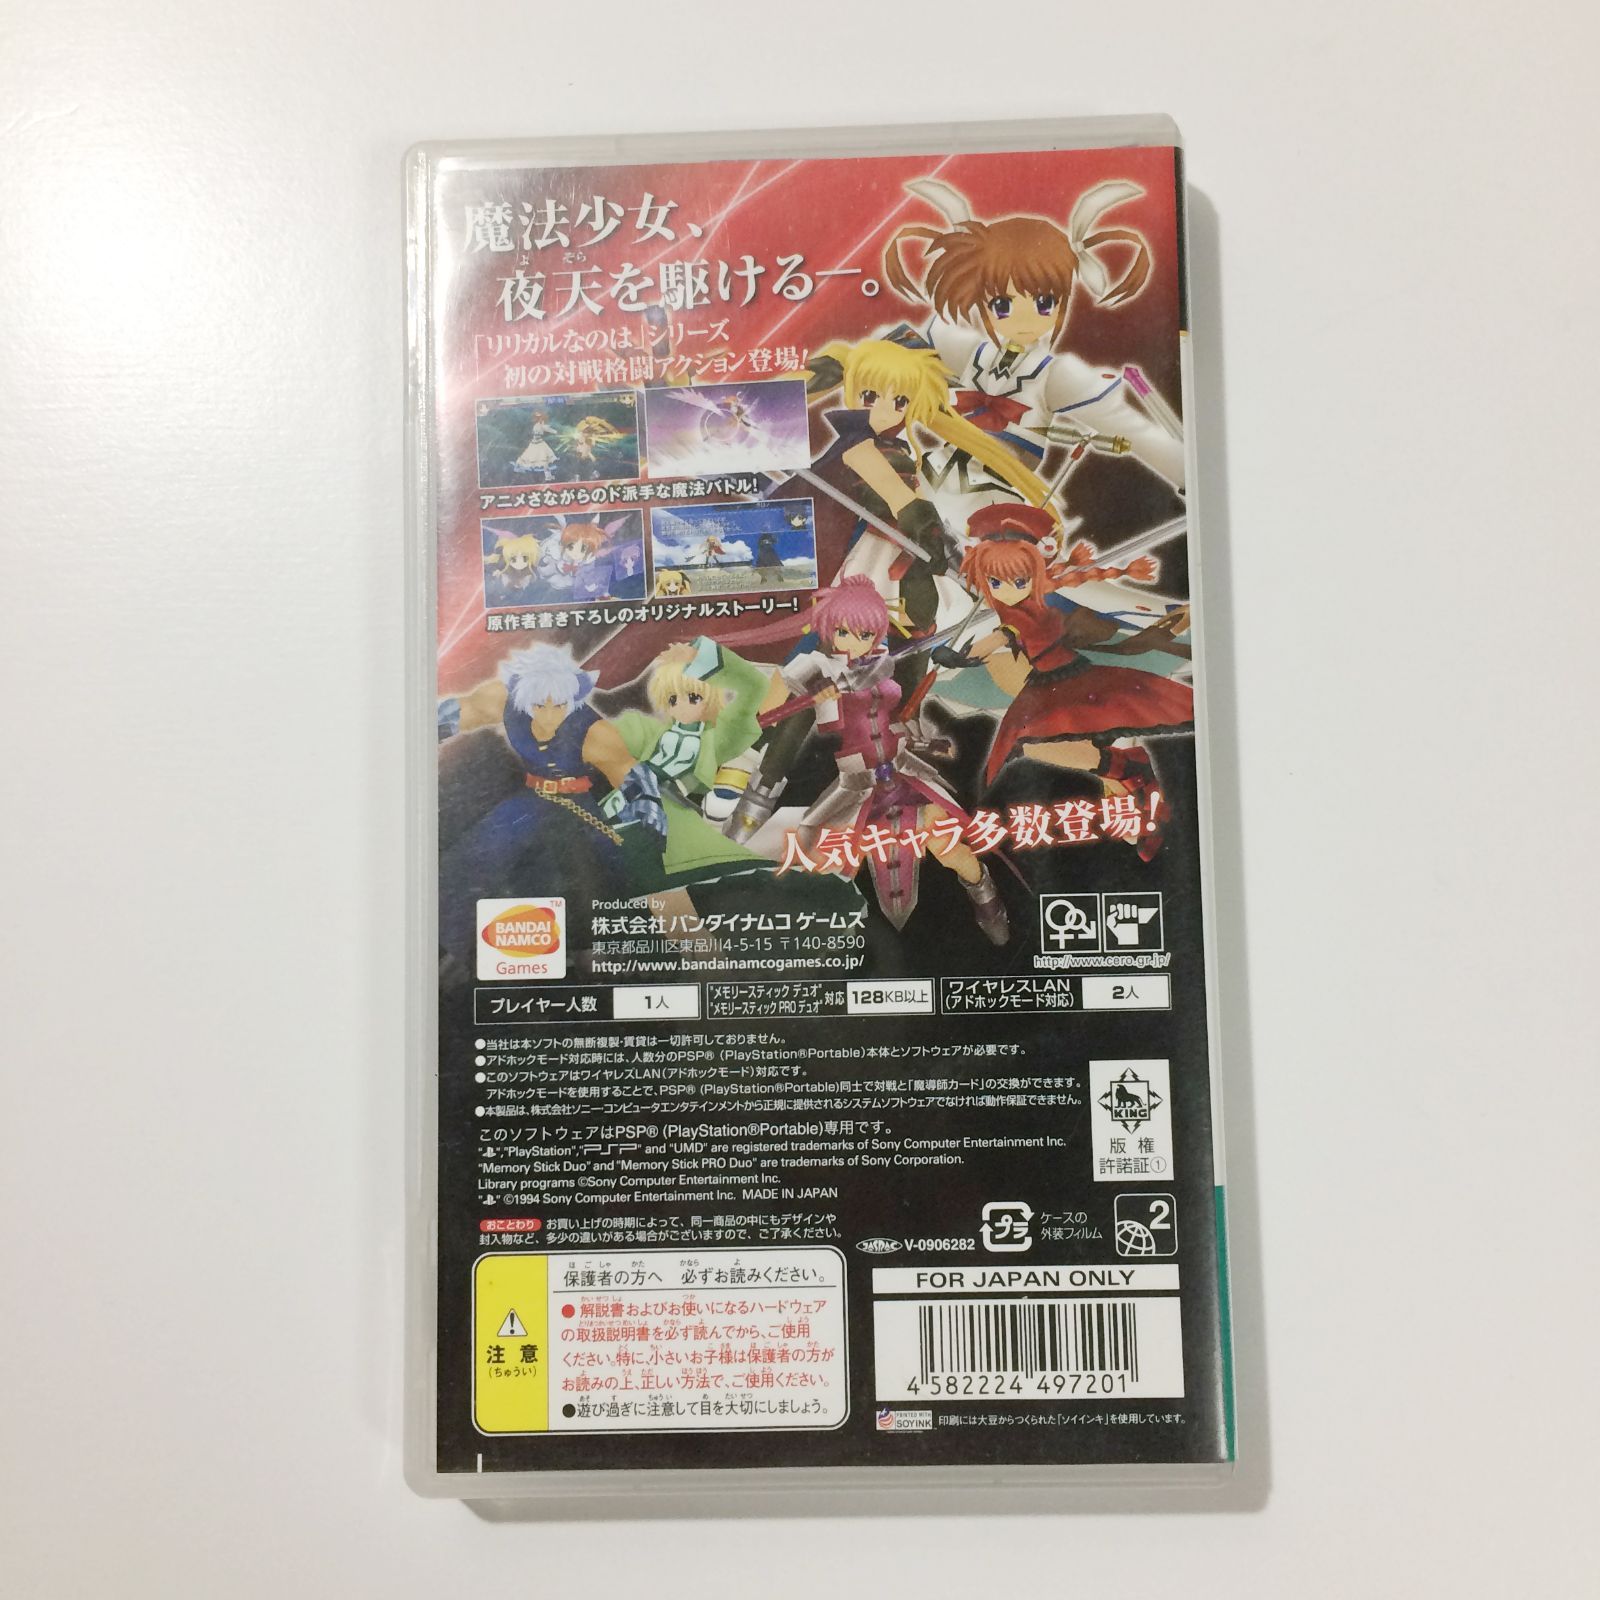 魔法少女、
夜天を駆ける―。
よ ぞら
「リリカルなのは」シリーズ
初の対戦格闘アクション登場！
アニメさながらのド派手な魔法バトル！
原作者書き下ろしのオリジナルストーリー！
人気キャラ多数登場！
BANDAI
NAMCO
Games
TM
Produced by
株式会社 バンダイナムコ ゲームス
東京都品川区東品川4-5-15 〒140-8590
http://www.bandainamcogames.co.jp/
http://www.cero.gr.jp/
プレイヤー人数 1人
"メモリースティック デュオ"
"メモリースティック PRO デュオ" 対応 128KB以上
ワイヤレスLAN
(アドホックモード対応) 2人
●当社は本ソフトの無断複製・賃貸は一切許可しておりません。
●アドホックモード対応時には、人数分のPSP®（PlayStation®Portable）本体とソフトウェアが必要です。
●このソフトウェアはワイヤレスLAN（アドホックモード）対応です。
アドホックモードを使用することで、PSP®（PlayStation®Portable）同士で対戦と「魔導師カード」の交換ができます。
●本製品は、株式会社ソニー・コンピュータエンタテインメントから正規に提供されるシステムソフトウェアでなければ動作保証できません。
このソフトウェアはPSP®（PlayStation®Portable）専用です。
"PS", "PlayStation", "PSP" and "UMD" are registered trademarks of Sony Computer Entertainment Inc.
"Memory Stick Duo" and "Memory Stick PRO Duo" are trademarks of Sony Corporation.
Library programs ©Sony Computer Entertainment Inc.
"PS" ©1994 Sony Computer Entertainment Inc. MADE IN JAPAN
KING
版 権
許諾証①
おことわり お買い上げの時期によって、同一商品の中にもデザインや
封入物など、多少の違いがある場合がございますので、ご了承ください。
JASRAC V-0906282
プラ
ケースの
外装フィルム
2
注 意
(ちゅうい)
保護者の方へ 必ずお読みください。
●解説書およびお使いになるハードウェア
の取扱説明書を必ず読んでから、ご使用
ください。特に、小さいお子様は保護者の方が
お読みの上、正しい方法で、ご使用ください。
●遊び過ぎに注意して目を大切にしましょう。
FOR JAPAN ONLY
4 582224 497201
PRINTED WITH
SOY INK
印刷には大豆からつくられた「ソイインキ」を使用しています。